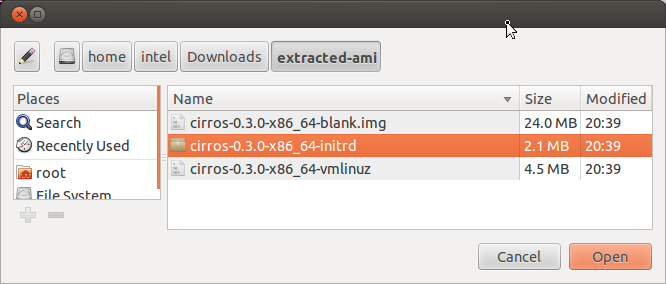 home intel Downloads extracted-ami
Places Name Size Modified
Search cirros-0.3.0-x86_64-blank.img 24.0 MB 20:39
Recently Used cirros-0.3.0-x86_64-initrd 2.1 MB 20:39
root cirros-0.3.0-x86_64-vmlinuz 4.5 MB 20:39
File System
Cancel Open